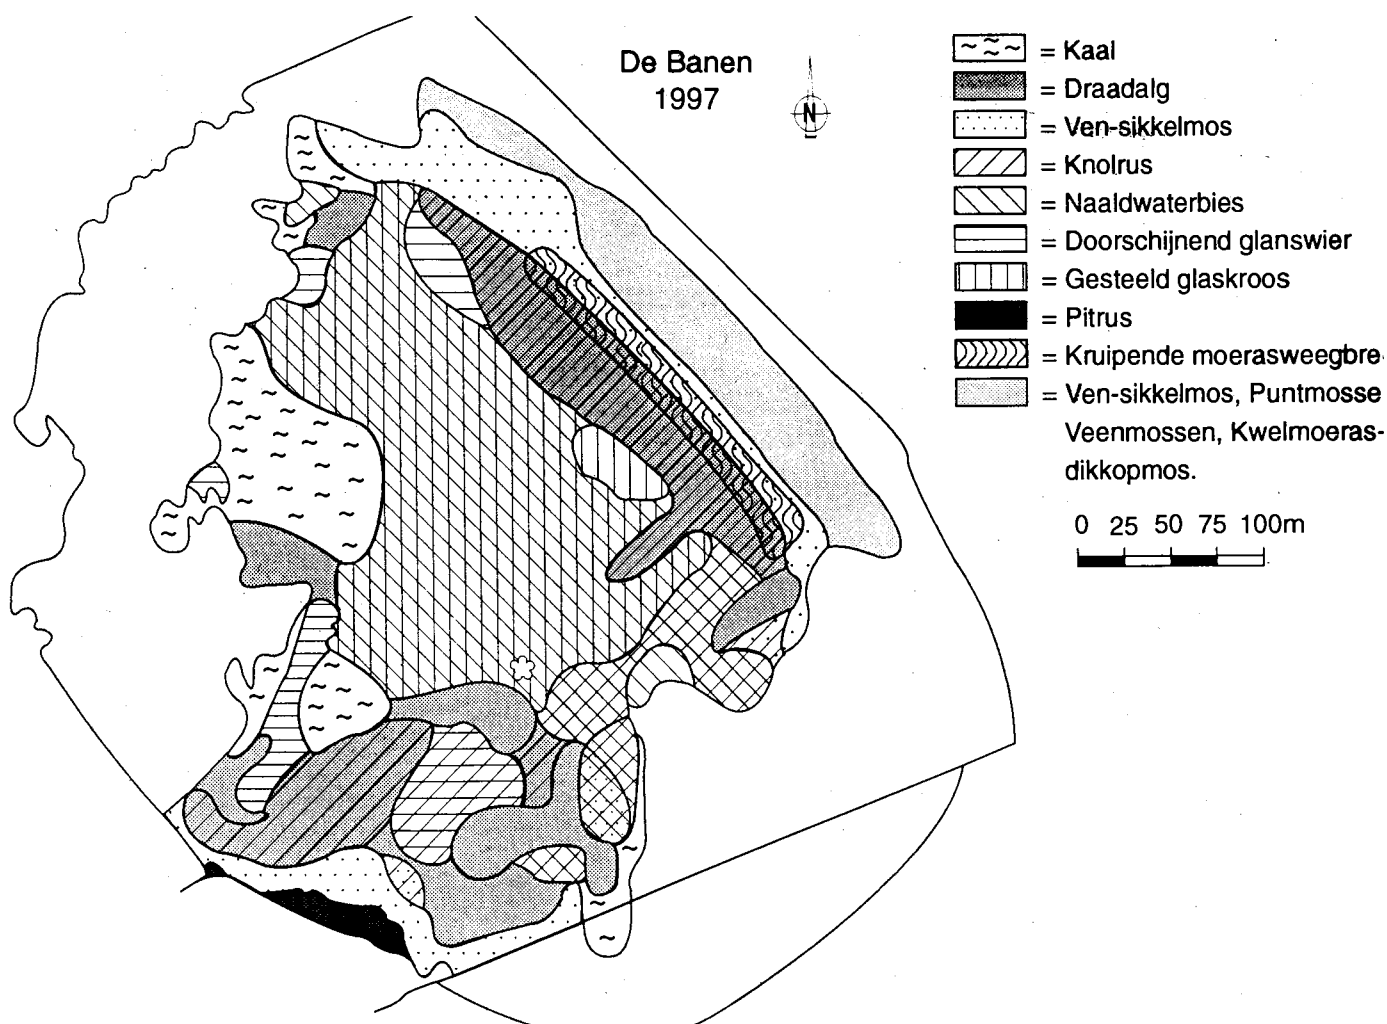 De Banen
1997
N
= Kaal
= Draadalg
= Ven-sikkelmos
= Knolrus
= Naaldwaterbies
= Doorschijnend glanswier
= Gesteeld glaskroos
= Pitrus
= Kruipende moerasweegbre
= Ven-sikkelmos, Puntmosse
Veenmossen, Kwelmoeras-
dikkopmos.
0 25 50 75 100m